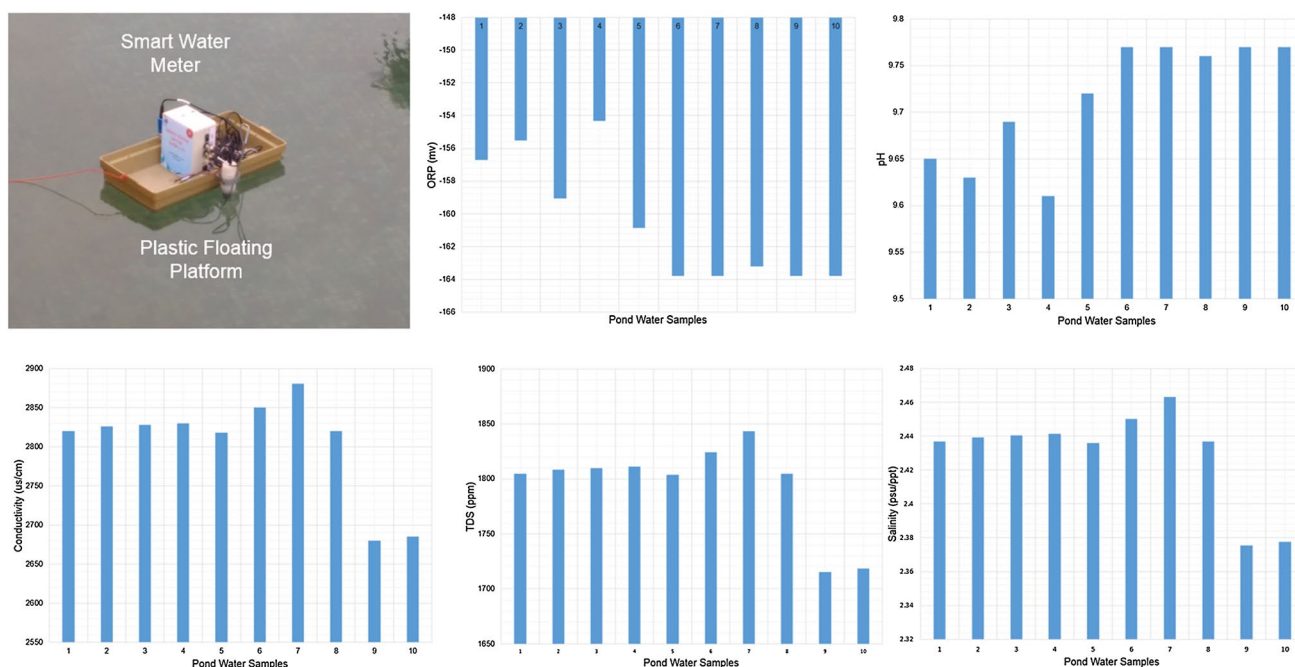 Smart Water
Meter
Plastic Floating
Platform
-148
-150
-152
-154
-156
-158
-160
-162
-164
-166
ORP (mv)
1 2 3 4 5 6 7 8 9 10
Pond Water Samples
9.8
9.75
9.7
9.65
9.6
9.55
9.5
pH
1 2 3 4 5 6 7 8 9 10
Pond Water Samples
2900
2850
2800
2750
2700
2650
2600
2550
Conductivity (us/cm)
1 2 3 4 5 6 7 8 9 10
Pond Water Samples
1900
1850
1800
1750
1700
1650
TDS (ppm)
1 2 3 4 5 6 7 8 9 10
Pond Water Samples
2.48
2.46
2.44
2.42
2.4
2.38
2.36
2.34
2.32
Salinity (psu/ppt)
1 2 3 4 5 6 7 8 9 10
Pond Water Samples